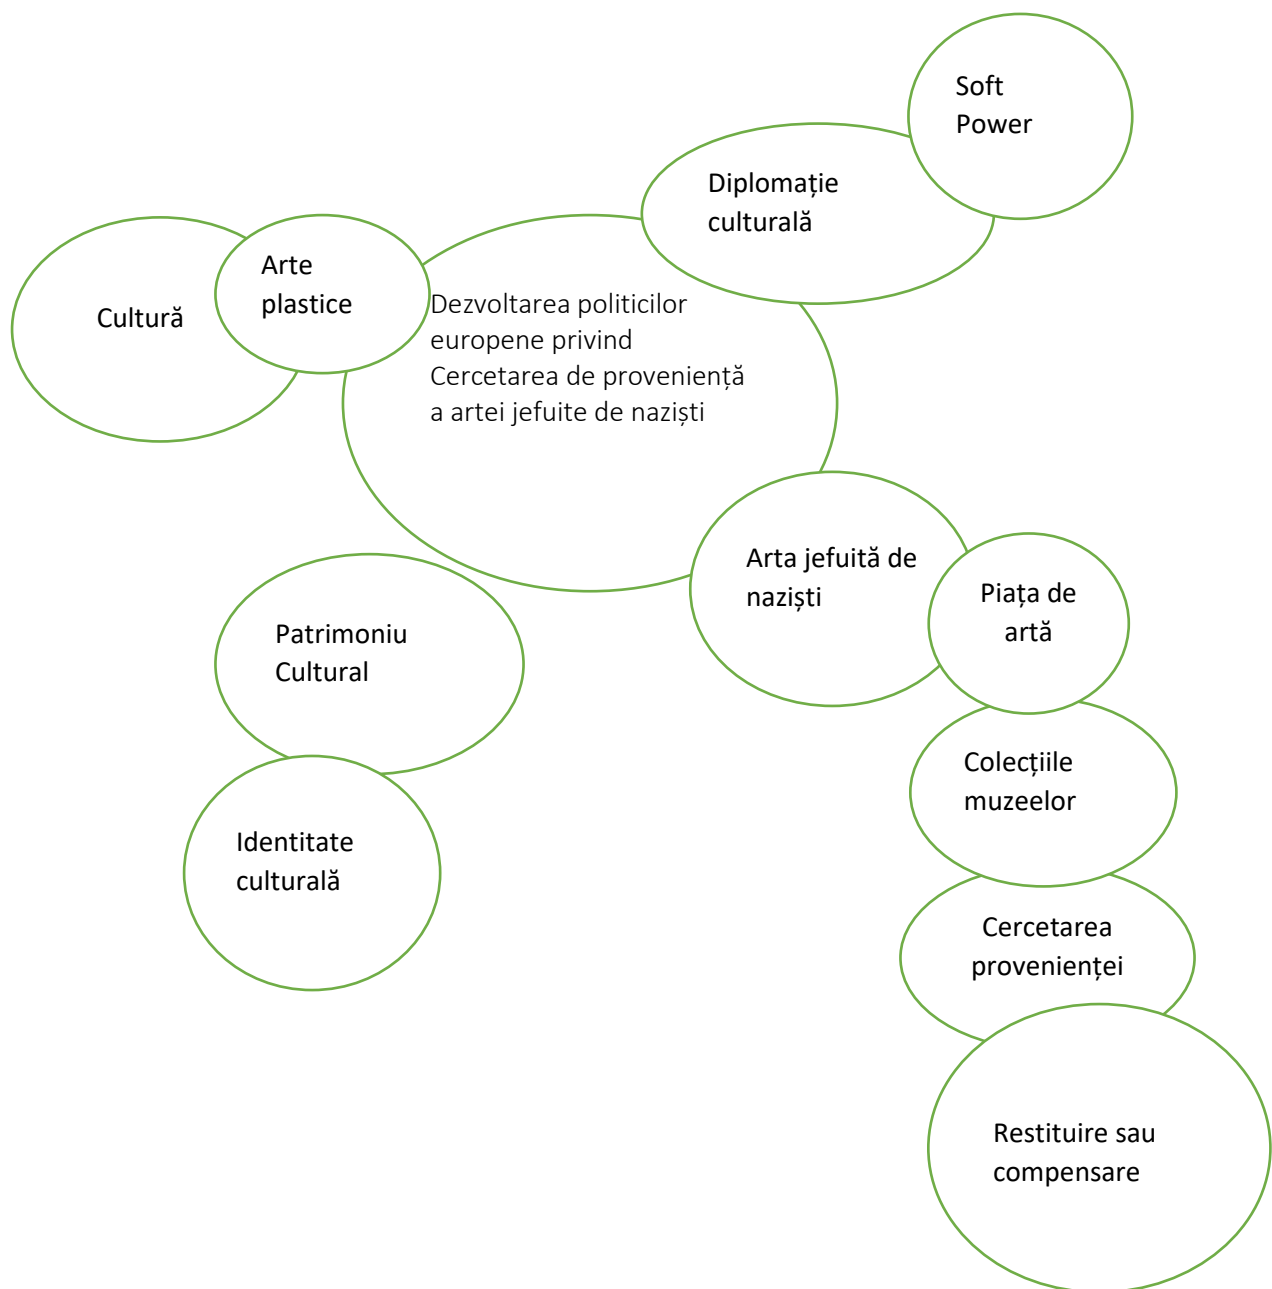 Soft
Power
Diplomație
culturală
Arte
plastice
Cultură
Dezvoltarea politicilor
europene privind
Cercetarea de proveniență
a artei jefuite de naziști
Arta jefuită de
naziști
Piața de
artă
Patrimoniu
Cultural
Colecțiile
muzeelor
Identitate
culturală
Cercetarea
provenienței
Restituire sau
compensare